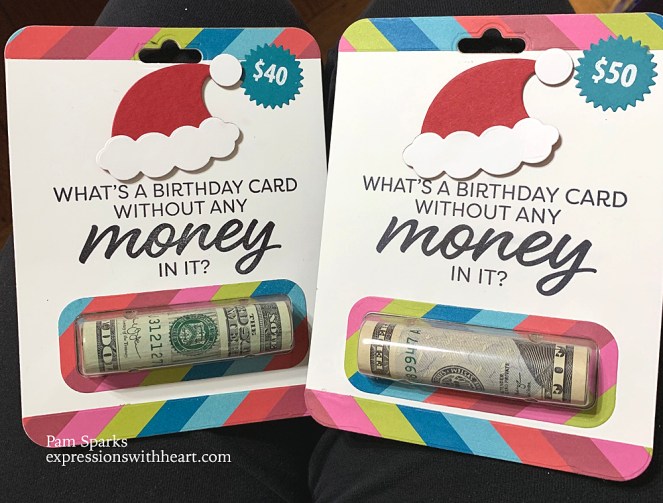 $40
WHAT'S A BIRTHDAY CARD
WITHOUT ANY
money
IN IT?
$50
WHAT'S A BIRTHDAY CARD
WITHOUT ANY
money
IN IT?
Pam Sparks
expressionswithheart.com